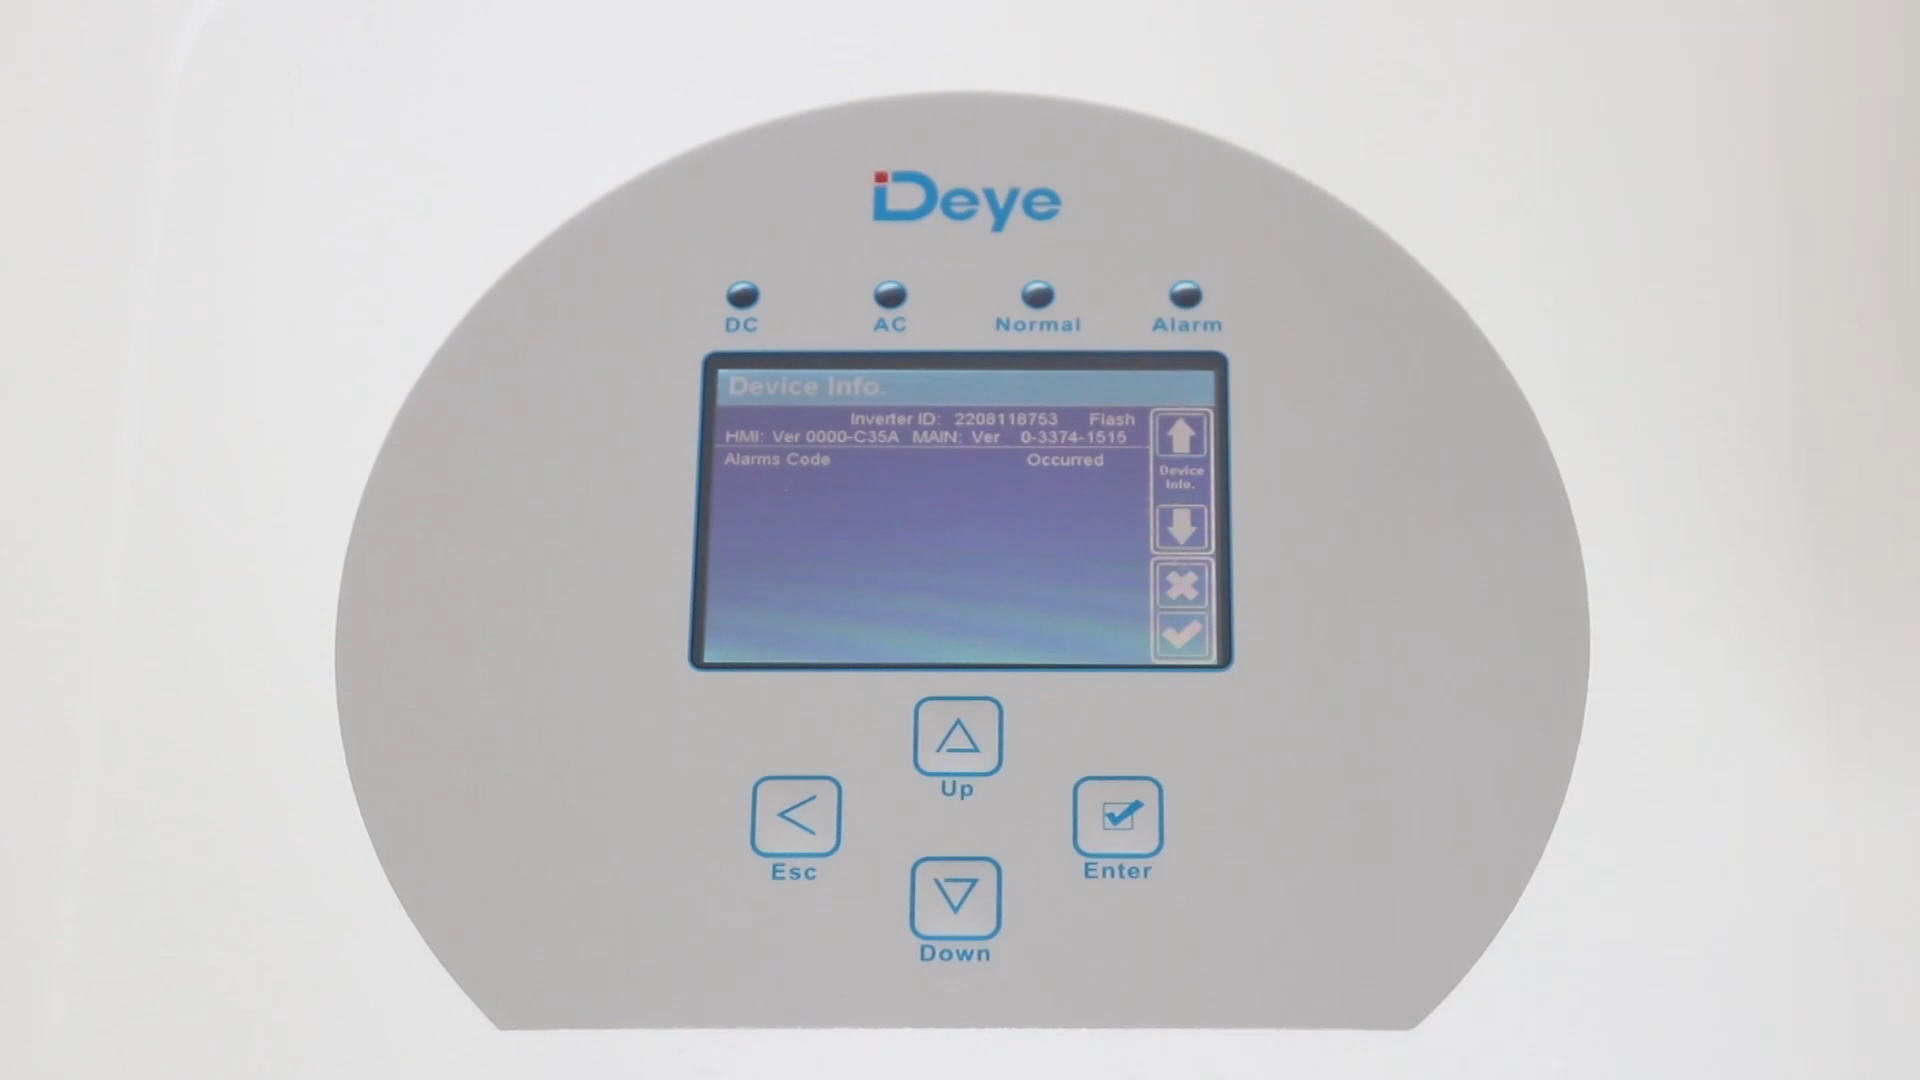 Deye
DC AC Normal Alarm
Device Info.
Inverter ID: 2208118753 Flash
HMI: Ver 0000-C35A MAIN: Ver 0-3374-1515
Alarms Code Occurred
Device
Info.
Up
Esc
Enter
Down